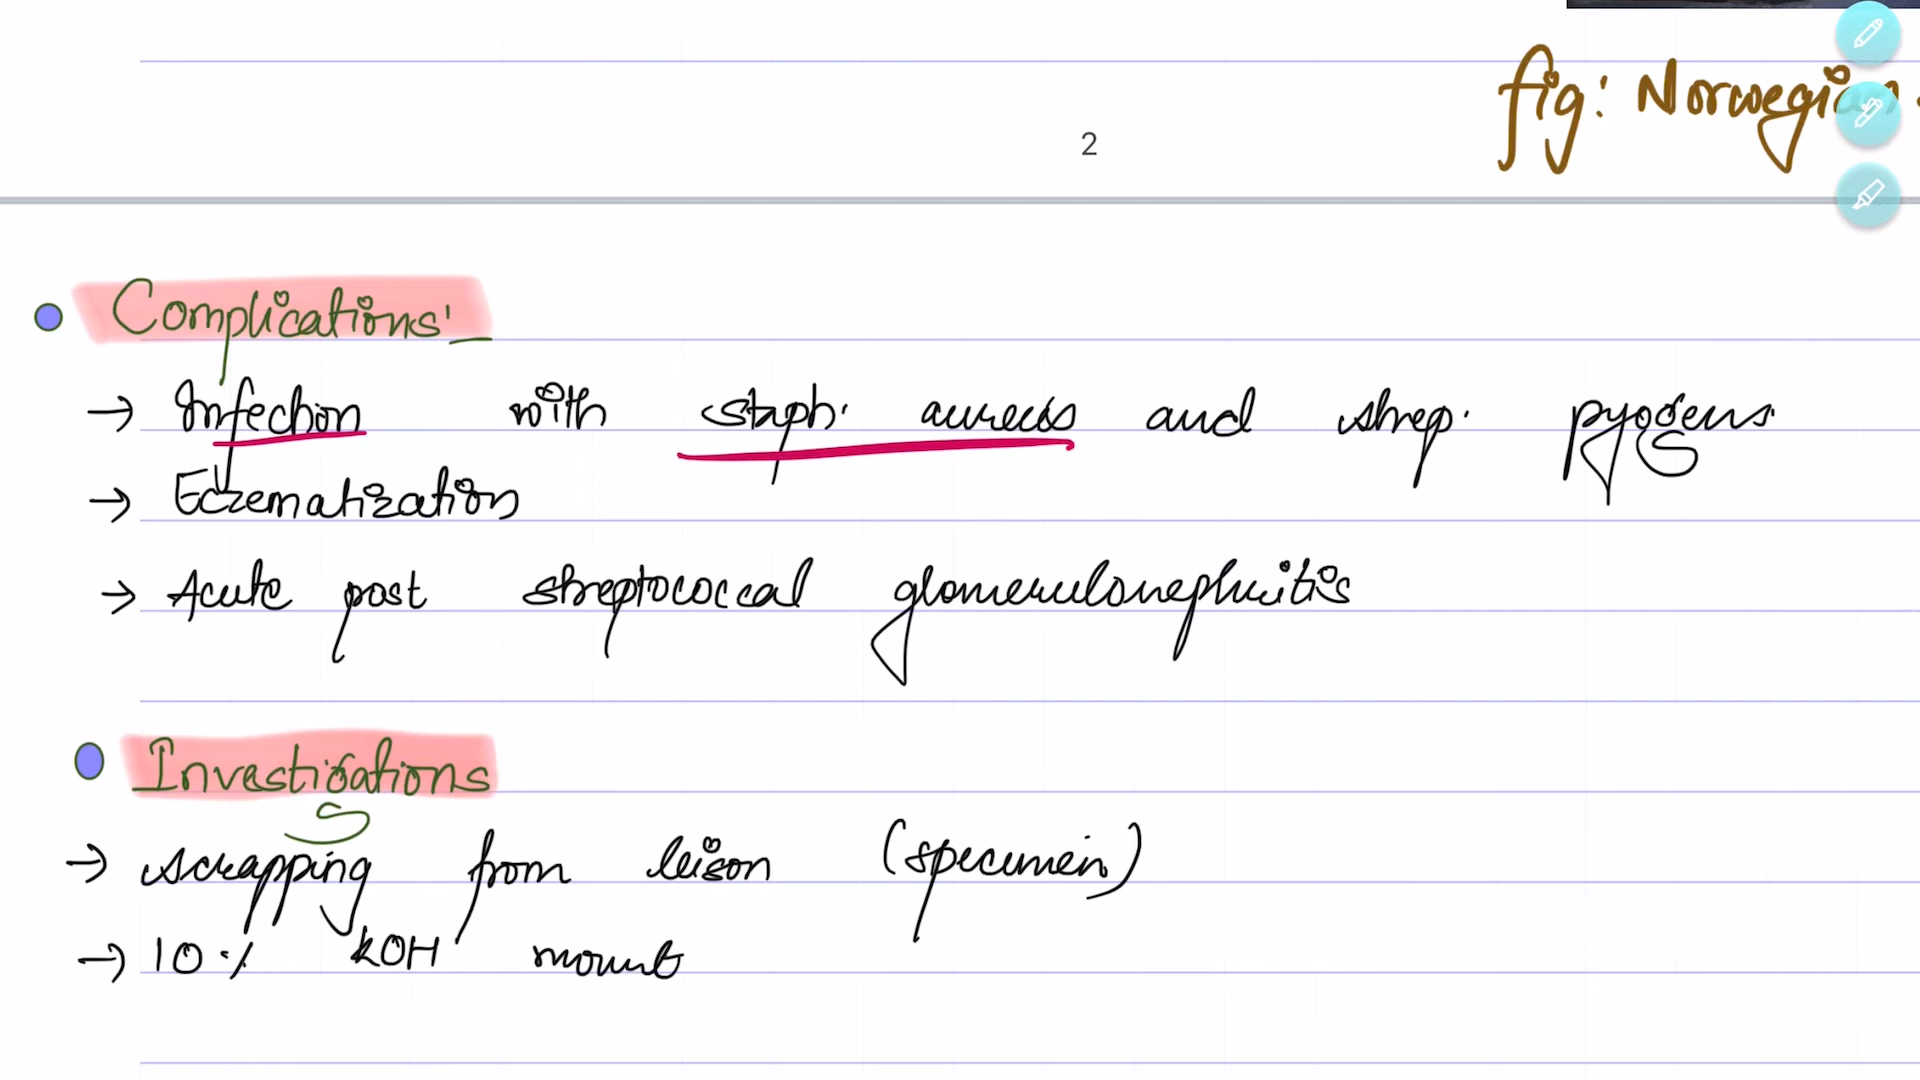 fig: Norwegian
2
Complications:-
→ Infection with staph. aureus and strep. pyogens
→ Eczematization
→ Acute post streptococcal glomerulonephritis
Investigations
→ scrapping from leison (specimen)
→ 10% KOH mount